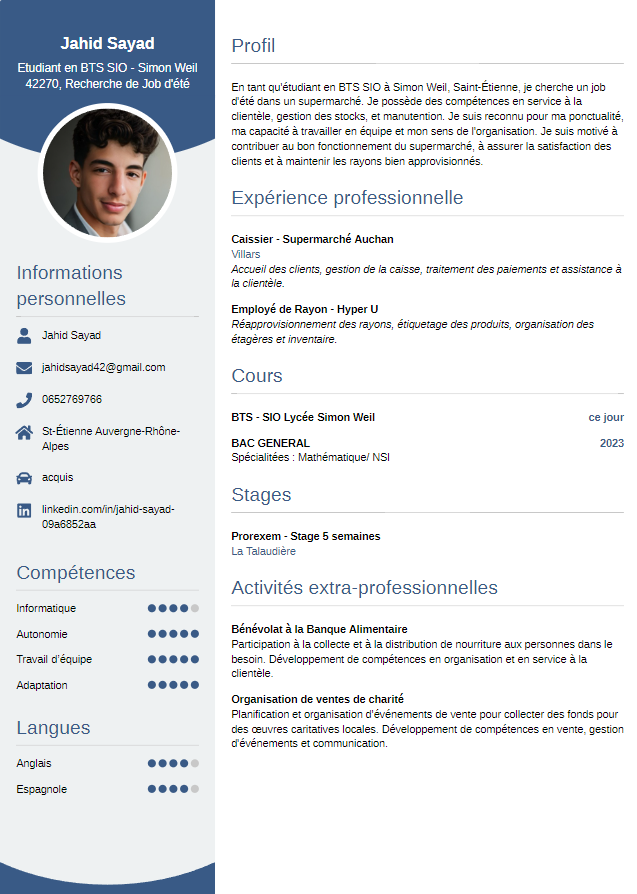 Jahid Sayad
Etudiant en BTS SIO - Simon Weil
42270, Recherche de Job d'été
Informations
personnelles
Jahid Sayad
jahidsayad42@gmail.com
0652769766
St-Étienne Auvergne-Rhône-
Alpes
acquis
linkedin.com/in/jahid-sayad-
09a6852aa
Compétences
Informatique
Autonomie
Travail d'équipe
Adaptation
Langues
Anglais
Espagnole
Profil
En tant qu'étudiant en BTS SIO à Simon Weil, Saint-Étienne, je cherche un job
d'été dans un supermarché. Je possède des compétences en service à la
clientèle, gestion des stocks, et manutention. Je suis reconnu pour ma ponctualité,
ma capacité à travailler en équipe et mon sens de l'organisation. Je suis motivé à
contribuer au bon fonctionnement du supermarché, à assurer la satisfaction des
clients et à maintenir les rayons bien approvisionnés.
Expérience professionnelle
Caissier - Supermarché Auchan
Villars
Accueil des clients, gestion de la caisse, traitement des paiements et assistance à
la clientèle.
Employé de Rayon - Hyper U
Réapprovisionnement des rayons, étiquetage des produits, organisation des
étagères et inventaire.
Cours
BTS - SIO Lycée Simon Weil ce jour
BAC GENERAL 2023
Spécialitées : Mathématique/ NSI
Stages
Prorexem - Stage 5 semaines
La Talaudière
Activités extra-professionnelles
Bénévolat à la Banque Alimentaire
Participation à la collecte et à la distribution de nourriture aux personnes dans le
besoin. Développement de compétences en organisation et en service à la
clientèle.
Organisation de ventes de charité
Planification et organisation d'événements de vente pour collecter des fonds pour
des œuvres caritatives locales. Développement de compétences en vente, gestion
d'événements et communication.